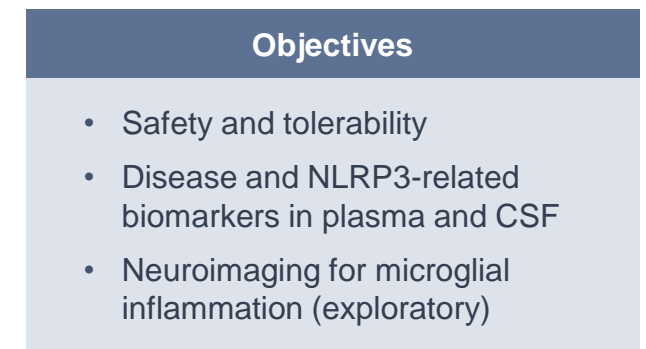 Objectives
• Safety and tolerability
• Disease and NLRP3-related
biomarkers in plasma and CSF
• Neuroimaging for microglial
inflammation (exploratory)